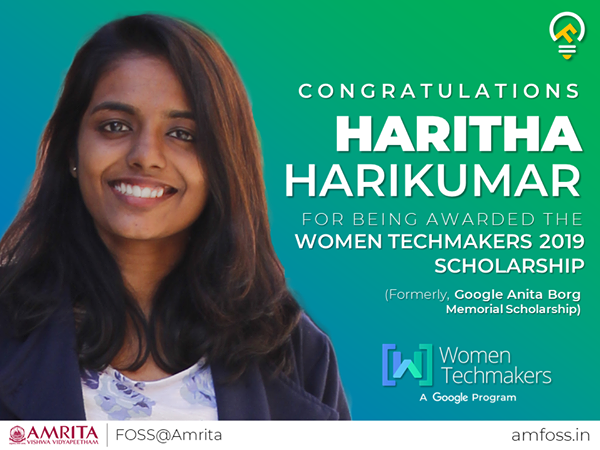 CONGRATULATIONS
HARITHA
HARIKUMAR
FOR BEING AWARDED THE
WOMEN TECHMAKERS 2019
SCHOLARSHIP
(Formerly, Google Anita Borg
Memorial Scholarship)
Women
Techmakers
A Google Program
AMRITA
VISHWA VIDYAPEETHAM
FOSS@Amrita
amfoss.in